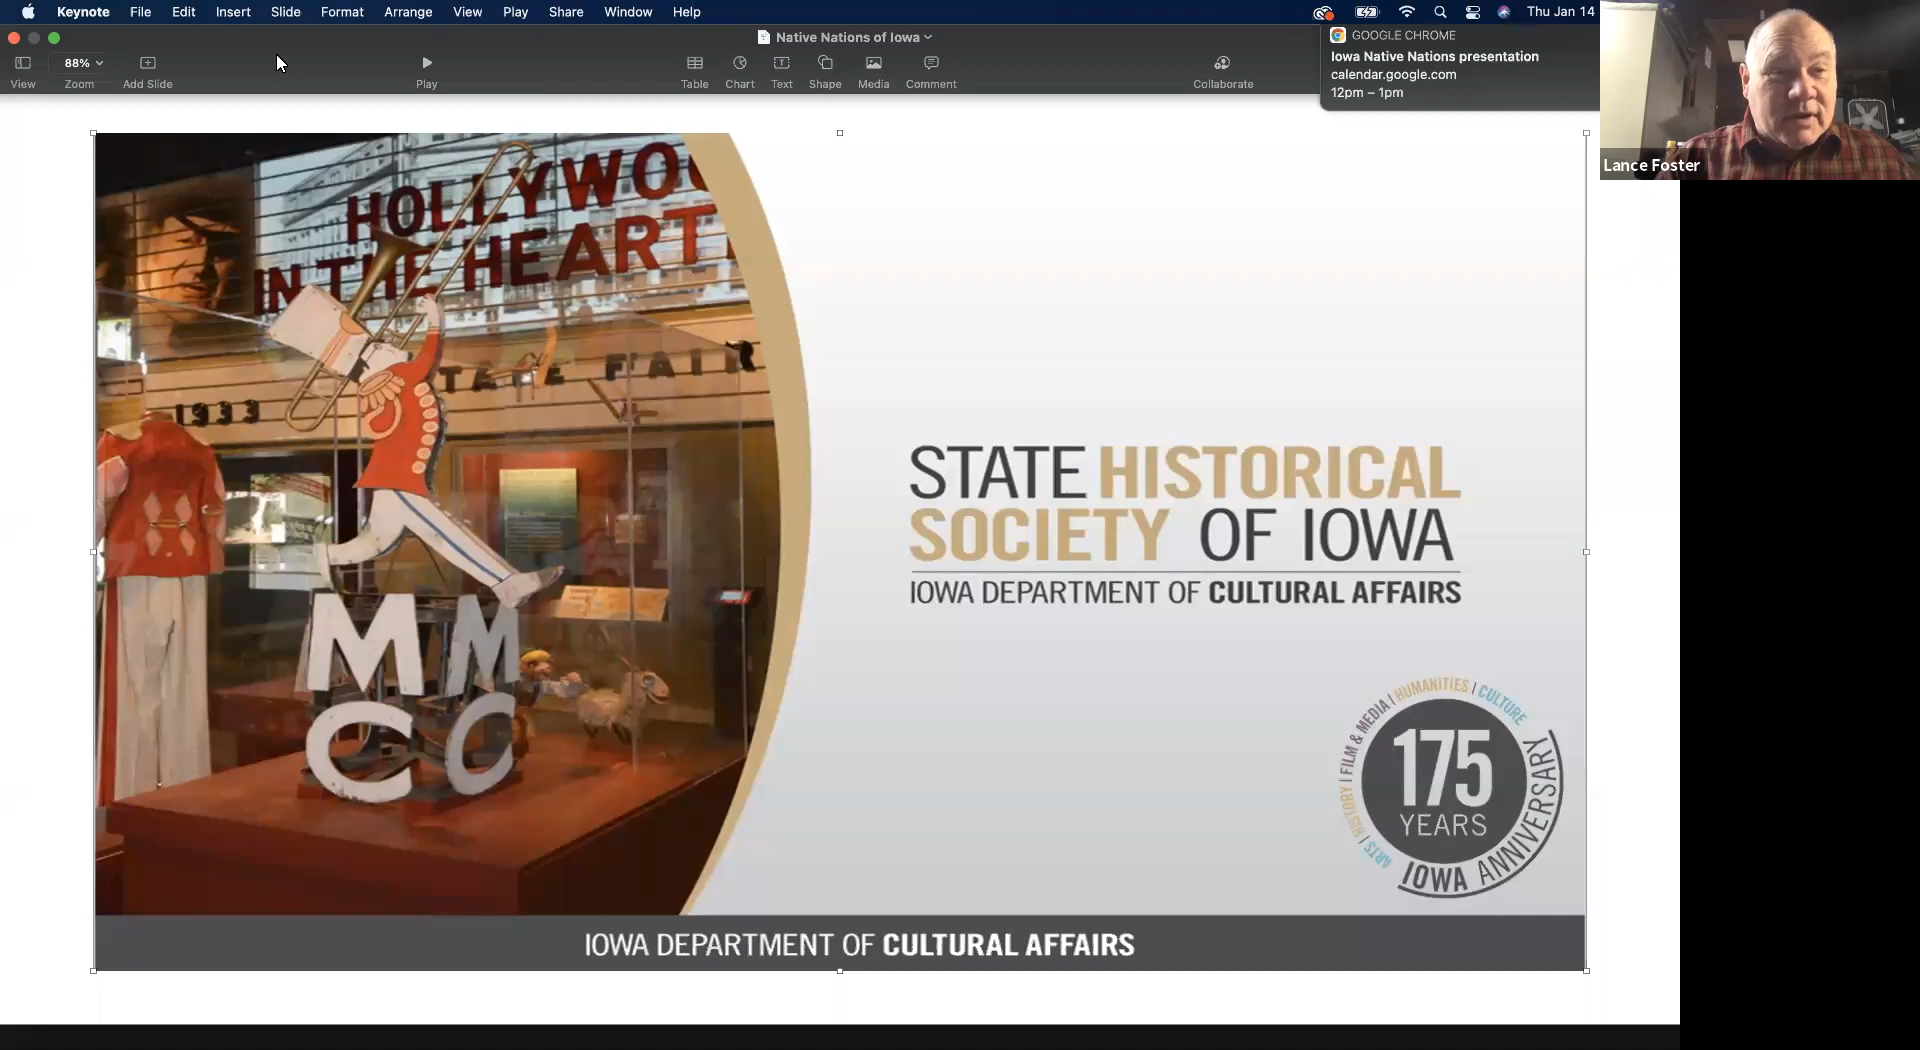 Keynote File Edit Insert Slide Format Arrange View Play Share Window Help Thu Jan 14
Native Nations of Iowa
88%
View Zoom Add Slide Play Table Chart Text Shape Media Comment Collaborate
GOOGLE CHROME
Iowa Native Nations presentation
calendar.google.com
12pm – 1pm
Lance Foster
HOLLYWO
IN THE HEART
STATE FAIR
1933
M M
C C
STATE HISTORICAL
SOCIETY OF IOWA
IOWA DEPARTMENT OF CULTURAL AFFAIRS
ARTS | HISTORY | FILM & MEDIA | HUMANITIES | CULTURE
175
YEARS
IOWA ANNIVERSARY
IOWA DEPARTMENT OF CULTURAL AFFAIRS